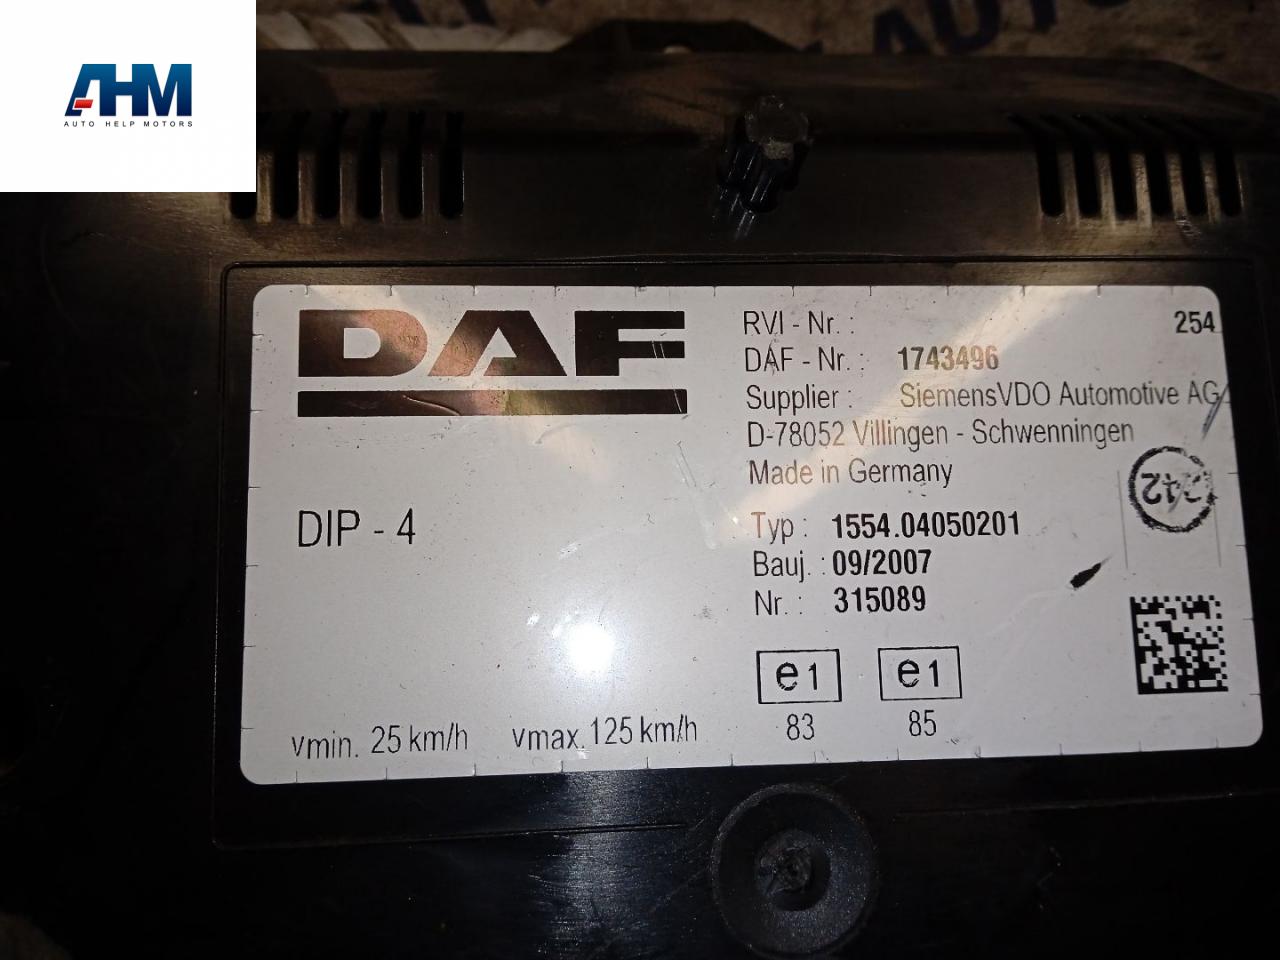 AHM
AUTO HELP MOTORS
DAF
RVI - Nr. : 254
DAF - Nr. : 1743496
Supplier : SiemensVDO Automotive AG
D-78052 Villingen - Schwenningen
Made in Germany
DIP - 4
Typ : 1554.04050201
Bauj. : 09/2007
Nr. : 315089
e1 e1
83 85
vmin. 25 km/h vmax. 125 km/h